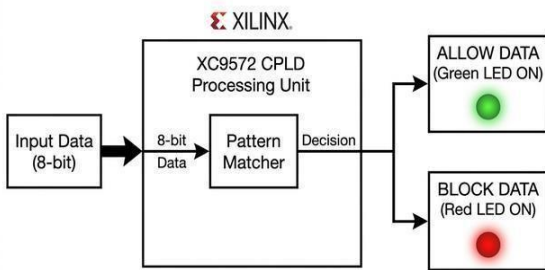 XILINX.
XC9572 CPLD
Processing Unit
Input Data
(8-bit)
8-bit
Data
Pattern
Matcher
Decision
ALLOW DATA
(Green LED ON)
BLOCK DATA
(Red LED ON)